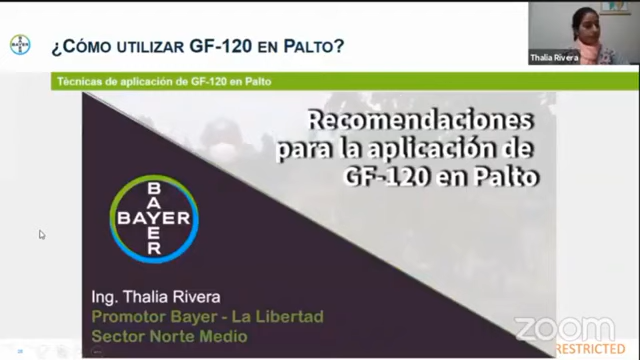 ¿CÓMO UTILIZAR GF-120 EN PALTO?
Thalia Rivera
Técnicas de aplicación de GF-120 en Palto
Recomendaciones
para la aplicación de
GF-120 en Palto
BAYER
BAYER
Ing. Thalia Rivera
Promotor Bayer - La Libertad
Sector Norte Medio
zoom
RESTRICTED